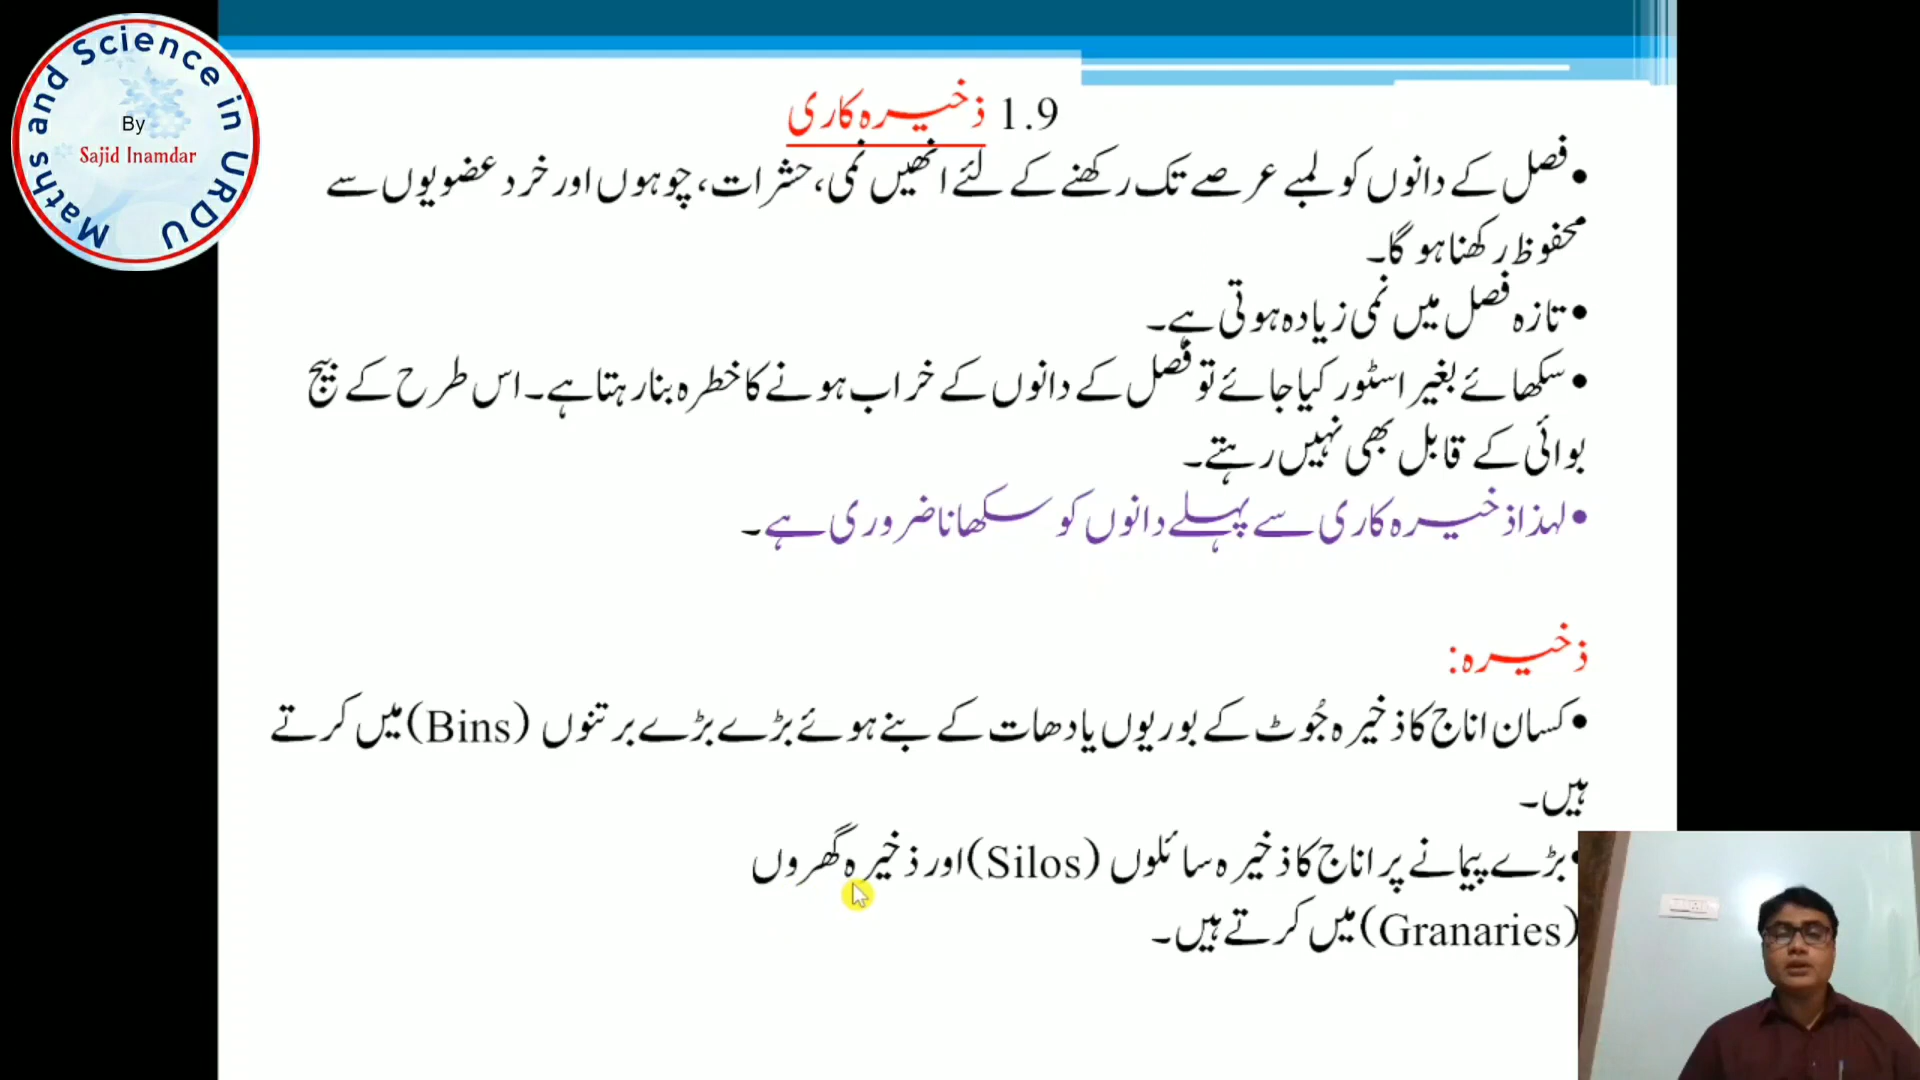 Maths and Science in URDU
By
Sajid Inamdar
1.9 ذخیرہ کاری
•فصل کے دانوں کو لمبے عرصے تک رکھنے کے لئے انھیں نمی، حشرات، چوہوں اور خرد عضویوں سے
محفوظ رکھنا ہو گا۔
•تازہ فصل میں نمی زیادہ ہوتی ہے۔
•سکھائے بغیر اسٹور کیا جائے تو فصل کے دانوں کے خراب ہونے کا خطرہ بنا رہتا ہے۔ اس طرح کے بیج
بوائی کے قابل بھی نہیں رہتے۔
•لہذا ذخیرہ کاری سے پہلے دانوں کو سکھانا ضروری ہے۔
ذخیرہ:
•کسان اناج کا ذخیرہ جُوٹ کے بوریوں یا دھات کے بنے ہوئے بڑے بڑے برتنوں (Bins) میں کرتے
ہیں۔
•بڑے پیمانے پر اناج کا ذخیرہ سائلوں (Silos) اور ذخیرہ گھروں
(Granaries) میں کرتے ہیں۔